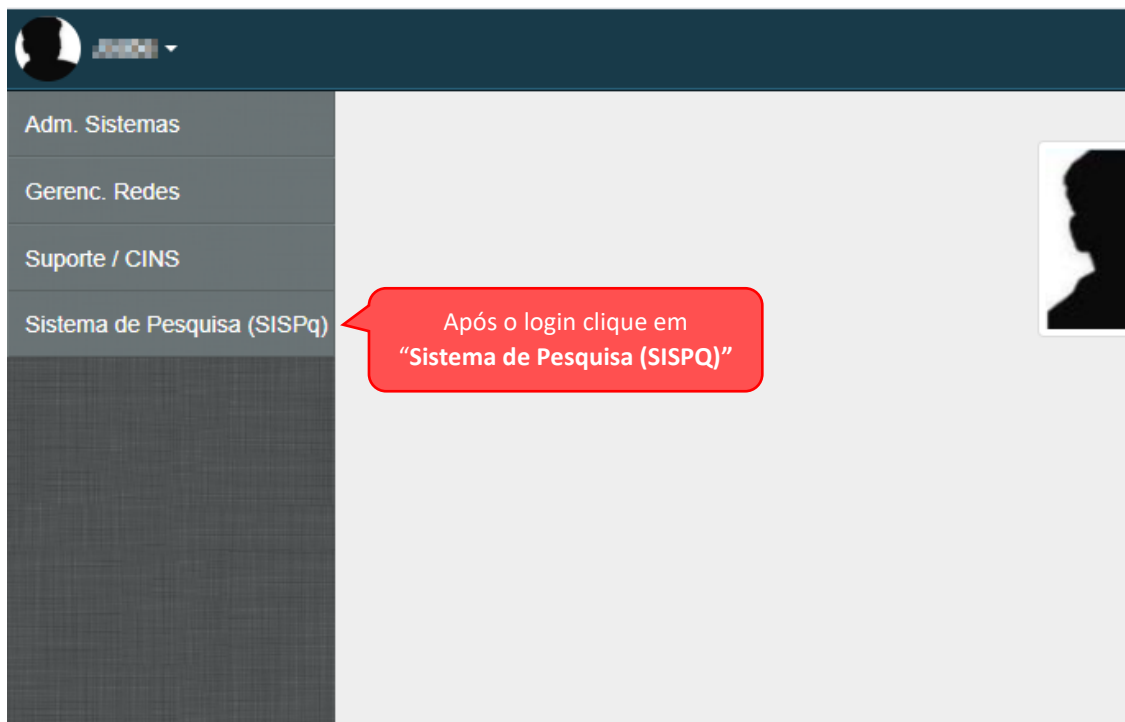 Adm. Sistemas
Gerenc. Redes
Suporte / CINS
Sistema de Pesquisa (SISPq)
Após o login clique em
“Sistema de Pesquisa (SISPQ)”